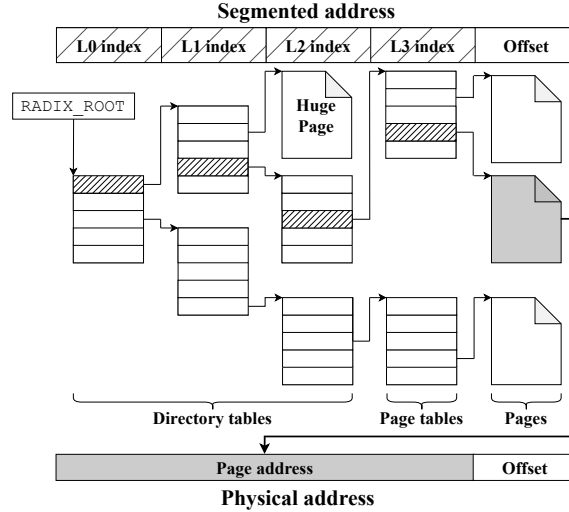 Segmented address
L0 index L1 index L2 index L3 index Offset
RADIX_ROOT
Huge
Page
Directory tables Page tables Pages
Page address Offset
Physical address